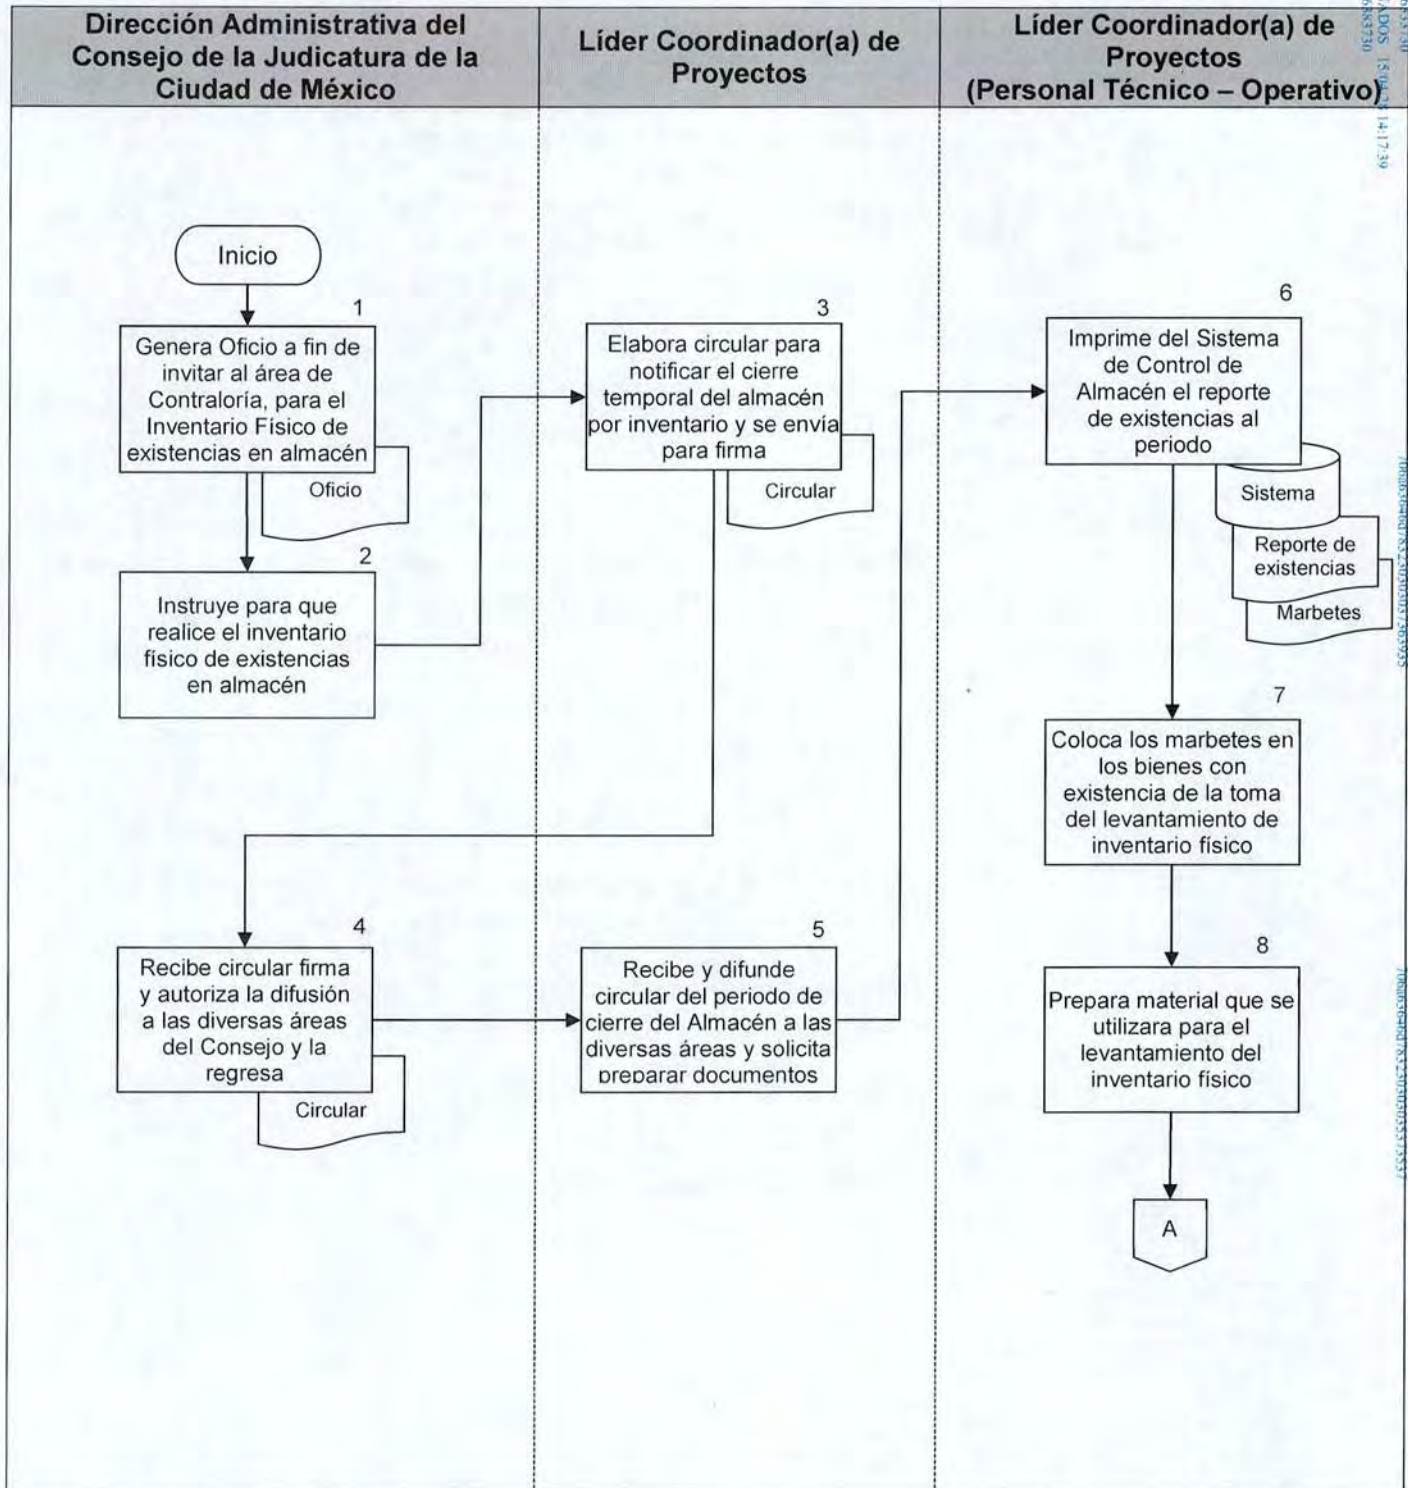 Dirección Administrativa del
Consejo de la Judicatura de la
Ciudad de México
Líder Coordinador(a) de
Proyectos
Líder Coordinador(a) de
Proyectos
(Personal Técnico – Operativo)
Inicio
1
Genera Oficio a fin de
invitar al área de
Contraloría, para el
Inventario Físico de
existencias en almacén
Oficio
2
Instruye para que
realice el inventario
físico de existencias
en almacén
3
Elabora circular para
notificar el cierre
temporal del almacén
por inventario y se envía
para firma
Circular
4
Recibe circular firma
y autoriza la difusión
a las diversas áreas
del Consejo y la
regresa
Circular
5
Recibe y difunde
circular del periodo de
cierre del Almacén a las
diversas áreas y solicita
preparar documentos
6
Imprime del Sistema
de Control de
Almacén el reporte
de existencias al
periodo
Sistema
Reporte de
existencias
Marbetes
7
Coloca los marbetes en
los bienes con
existencia de la toma
del levantamiento de
inventario físico
8
Prepara material que se
utilizara para el
levantamiento del
inventario físico
A